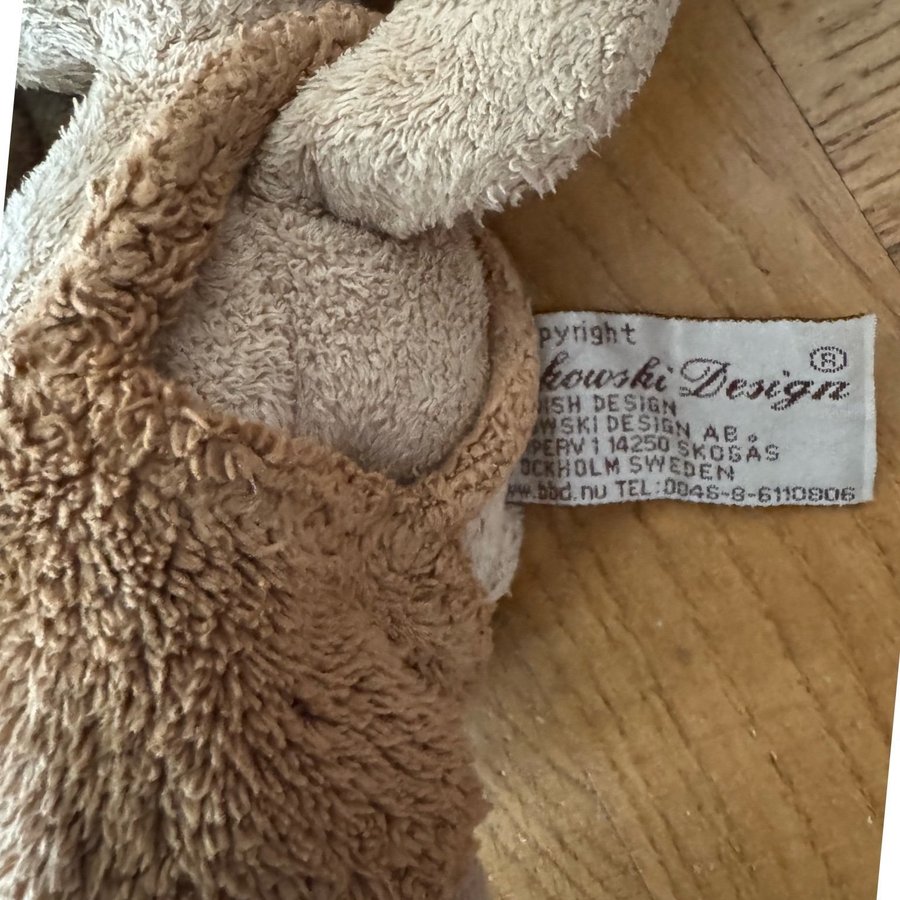 pyright
kowski Design ®
ISH DESIGN
WSKI DESIGN AB.
PERV 1 14250 SKOGÅS
OCKHOLM SWEDEN
w.bbd.nu TEL:0046-8-6110806